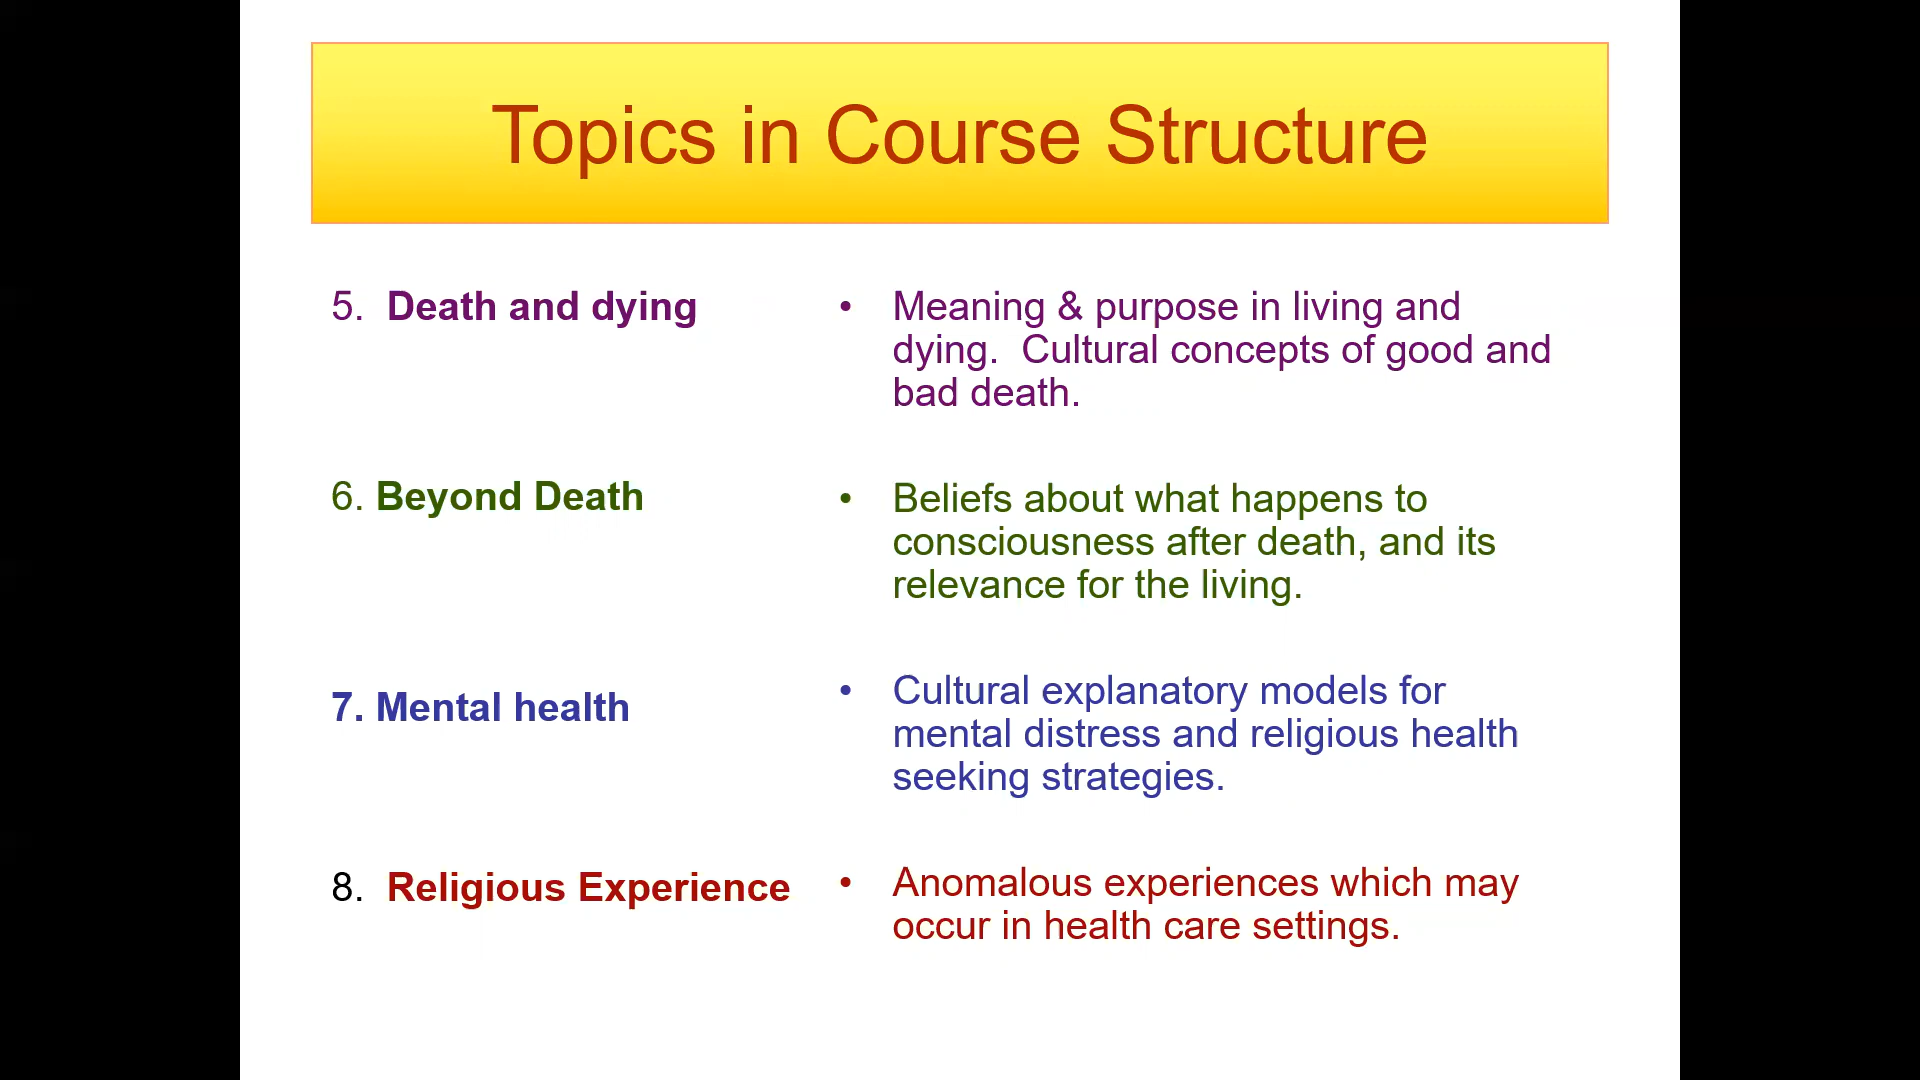 Topics in Course Structure
5.  Death and dying
• Meaning & purpose in living and
dying.  Cultural concepts of good and
bad death.
6. Beyond Death
• Beliefs about what happens to
consciousness after death, and its
relevance for the living.
7. Mental health
• Cultural explanatory models for
mental distress and religious health
seeking strategies.
8.  Religious Experience
• Anomalous experiences which may
occur in health care settings.